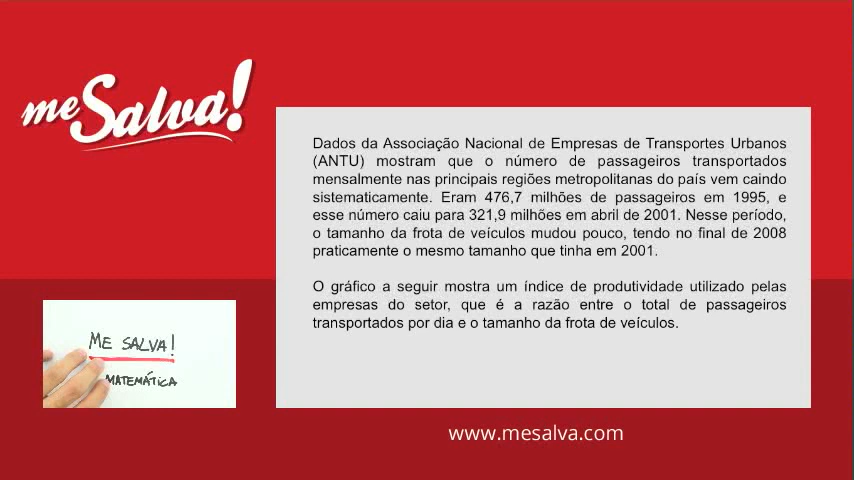 me Salva!
Dados da Associação Nacional de Empresas de Transportes Urbanos
(ANTU) mostram que o número de passageiros transportados
mensalmente nas principais regiões metropolitanas do país vem caindo
sistematicamente. Eram 476,7 milhões de passageiros em 1995, e
esse número caiu para 321,9 milhões em abril de 2001. Nesse período,
o tamanho da frota de veículos mudou pouco, tendo no final de 2008
praticamente o mesmo tamanho que tinha em 2001.
O gráfico a seguir mostra um índice de produtividade utilizado pelas
empresas do setor, que é a razão entre o total de passageiros
transportados por dia e o tamanho da frota de veículos.
ME SALVA!
MATEMÁTICA
www.mesalva.com